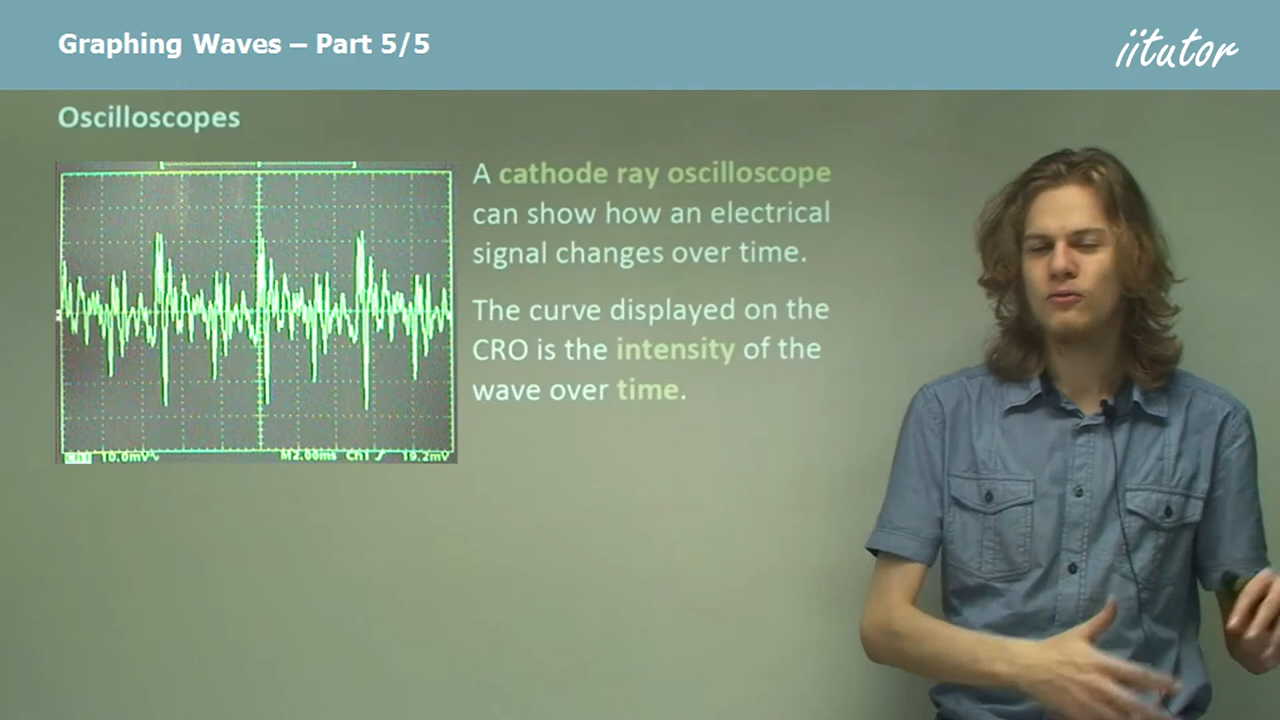 Graphing Waves – Part 5/5
iitutor
Oscilloscopes
A cathode ray oscilloscope
can show how an electrical
signal changes over time.
The curve displayed on the
CRO is the intensity of the
wave over time.
2
Ch1 10.0mV M2.00ms Ch1 19.2mV